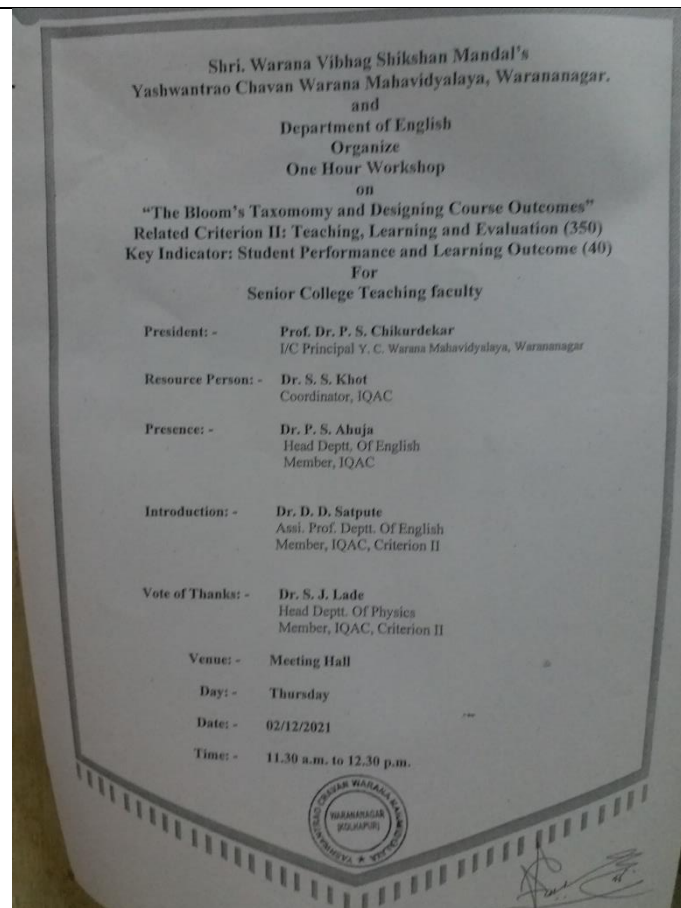 Shri. Warana Vibhag Shikshan Mandal's
Yashwantrao Chavan Warana Mahavidyalaya, Warananagar.
and
Department of English
Organize
One Hour Workshop
on
“The Bloom's Taxomomy and Designing Course Outcomes”
Related Criterion II: Teaching, Learning and Evaluation (350)
Key Indicator: Student Performance and Learning Outcome (40)
For
Senior College Teaching faculty
President: - Prof. Dr. P. S. Chikurdekar
I/C Principal Y. C. Warana Mahavidyalaya, Warananagar
Resource Person: - Dr. S. S. Khot
Coordinator, IQAC
Presence: - Dr. P. S. Ahuja
Head Deptt. Of English
Member, IQAC
Introduction: - Dr. D. D. Satpute
Assi. Prof. Deptt. Of English
Member, IQAC, Criterion II
Vote of Thanks: - Dr. S. J. Lade
Head Deptt. Of Physics
Member, IQAC, Criterion II
Venue: - Meeting Hall
Day: - Thursday
Date: - 02/12/2021
Time: - 11.30 a.m. to 12.30 p.m.
YASHWANTRAO CHAVAN WARANA MAHAVIDYALAYA
WARANANAGAR
(KOLHAPUR)